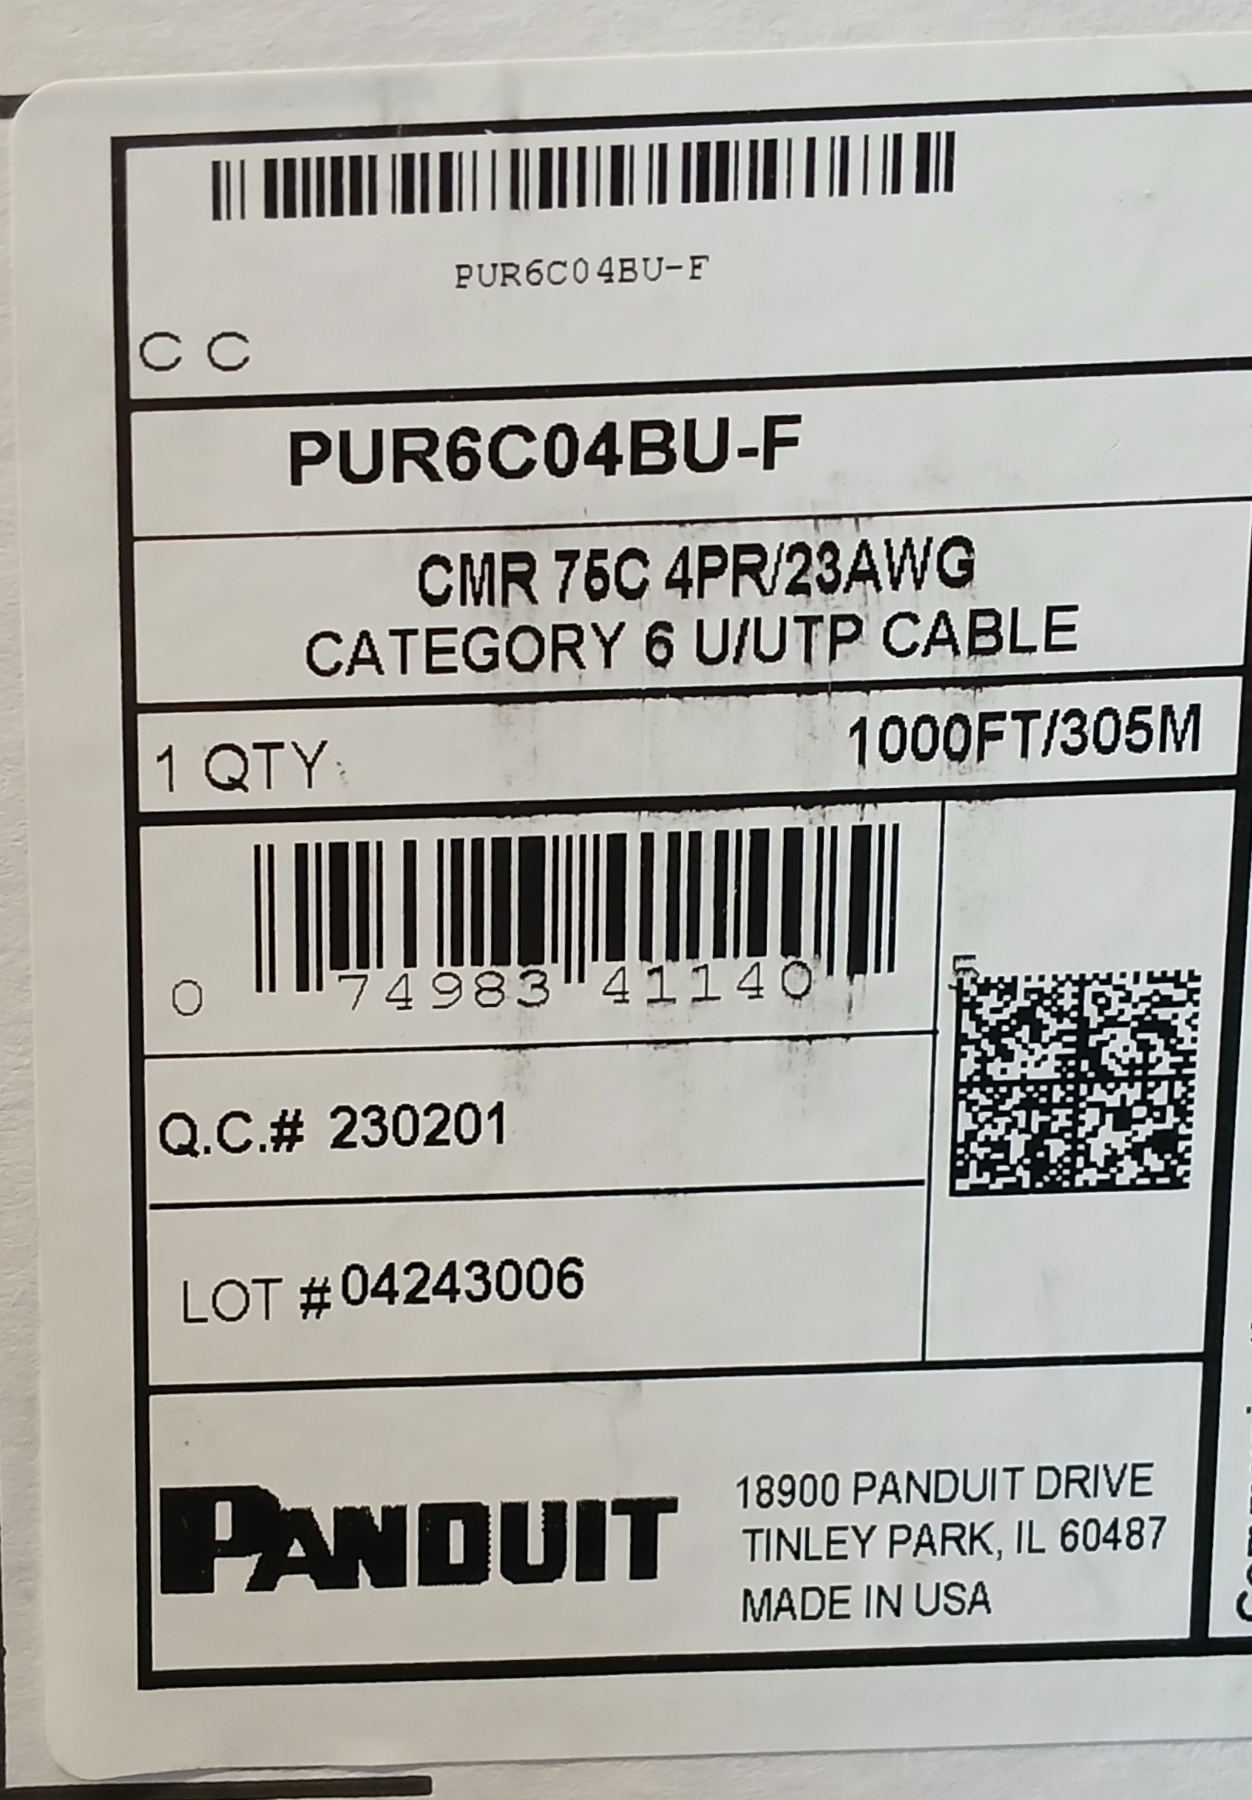 PUR6C04BU-F
C C
PUR6C04BU-F
CMR 75C 4PR/23AWG
CATEGORY 6 U/UTP CABLE
1 QTY.
1000FT/305M
0 74983 41140 5
Q.C.# 230201
LOT # 04243006
PANDUIT
18900 PANDUIT DRIVE
TINLEY PARK, IL 60487
MADE IN USA